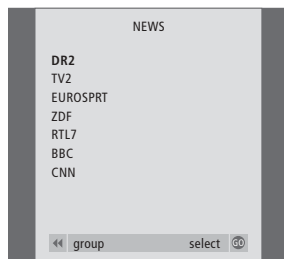 NEWS
DR2
TV2
EUROSPRT
ZDF
RTL7
BBC
CNN
group select GO